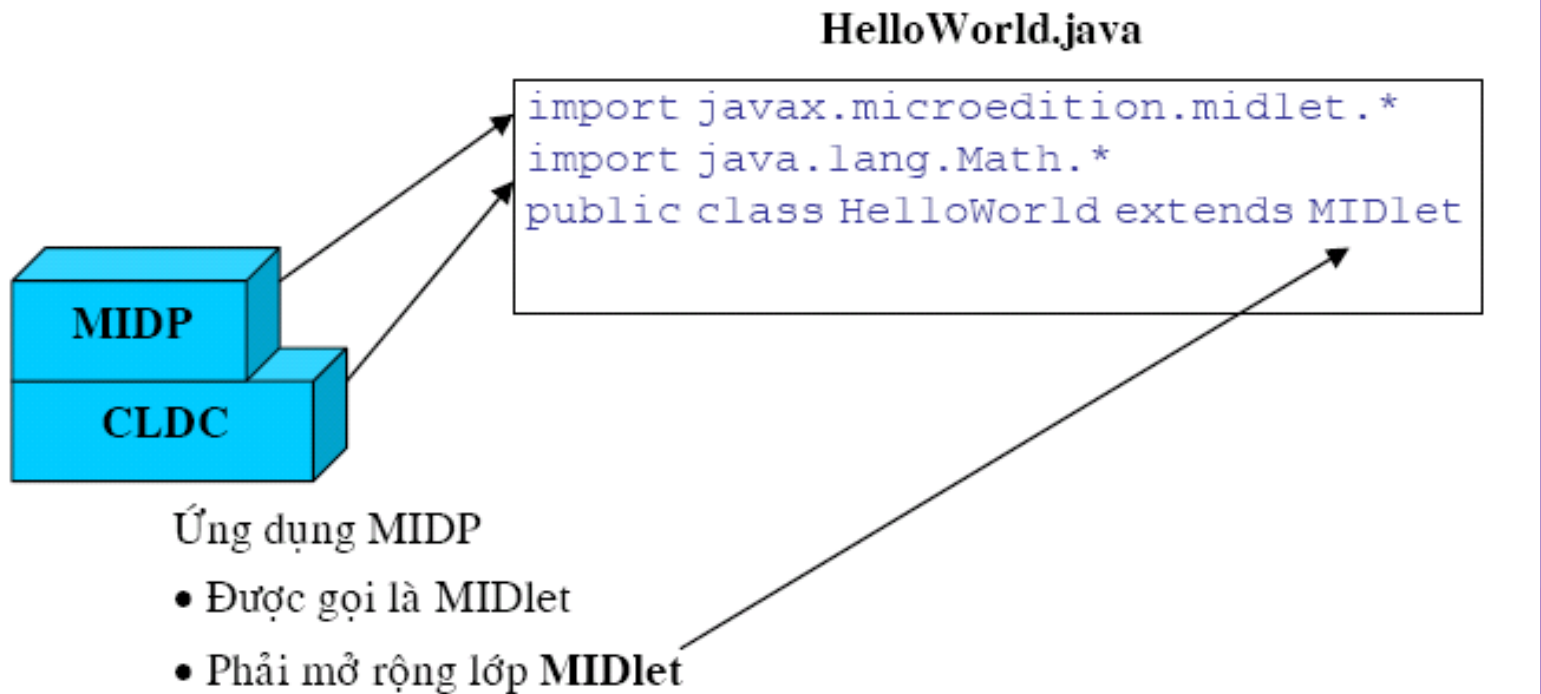 HelloWorld.java
import javax.microedition.midlet.*
import java.lang.Math.*
public class HelloWorld extends MIDlet
MIDP
CLDC
Ứng dụng MIDP
• Được gọi là MIDlet
• Phải mở rộng lớp MIDlet